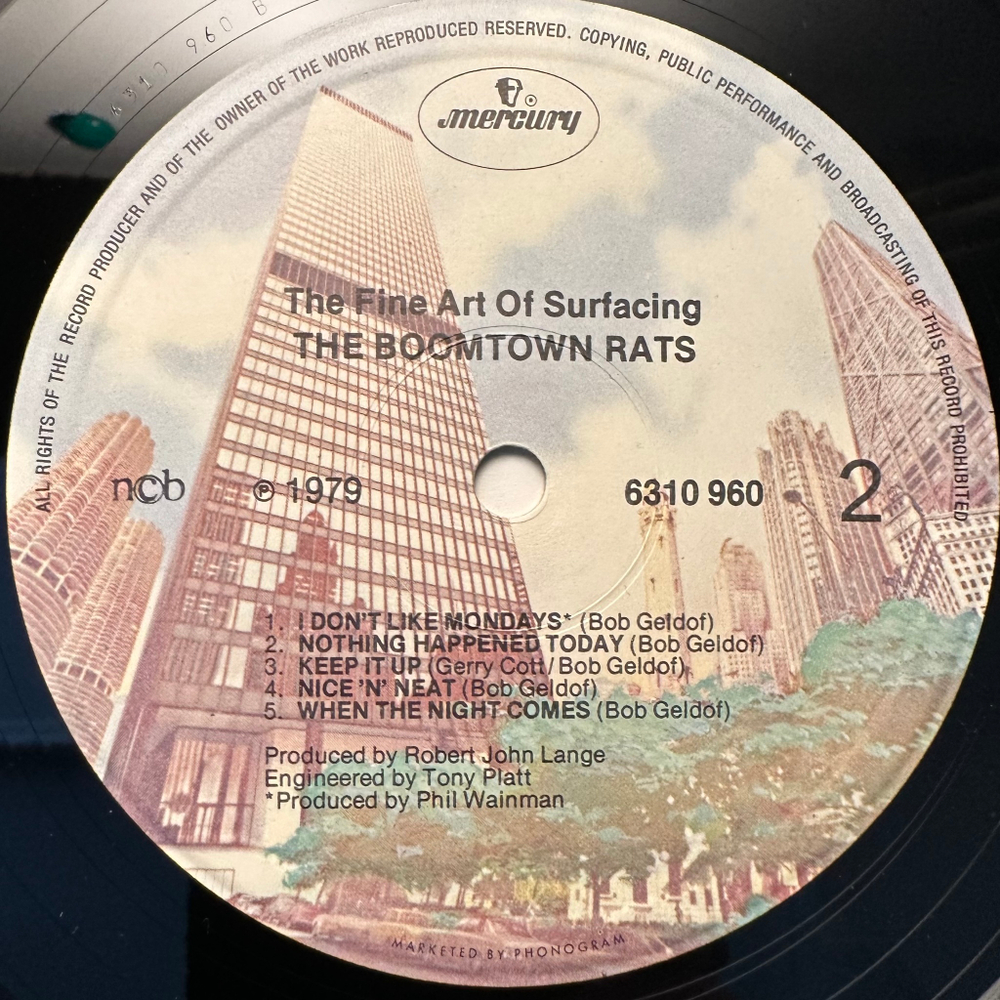 ALL RIGHTS OF THE RECORD PRODUCER AND OF THE OWNER OF THE WORK REPRODUCED RESERVED. COPYING, PUBLIC PERFORMANCE AND BROADCASTING OF THIS RECORD PROHIBITED
960 B
mercury
The Fine Art Of Surfacing
THE BOOMTOWN RATS
ncb ℗ 1979 6310 960 2
1. I DON'T LIKE MONDAYS* (Bob Geldof)
2. NOTHING HAPPENED TODAY (Bob Geldof)
3. KEEP IT UP (Gerry Cott/Bob Geldof)
4. NICE 'N' NEAT (Bob Geldof)
5. WHEN THE NIGHT COMES (Bob Geldof)
Produced by Robert John Lange
Engineered by Tony Platt
*Produced by Phil Wainman
MARKETED BY PHONOGRAM